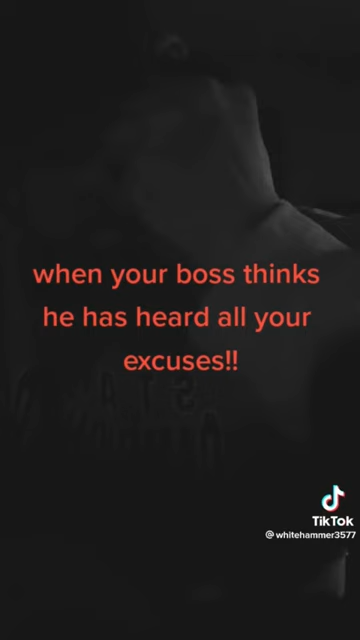 when your boss thinks
he has heard all your
excuses!!
TikTok
@whitehammer3577